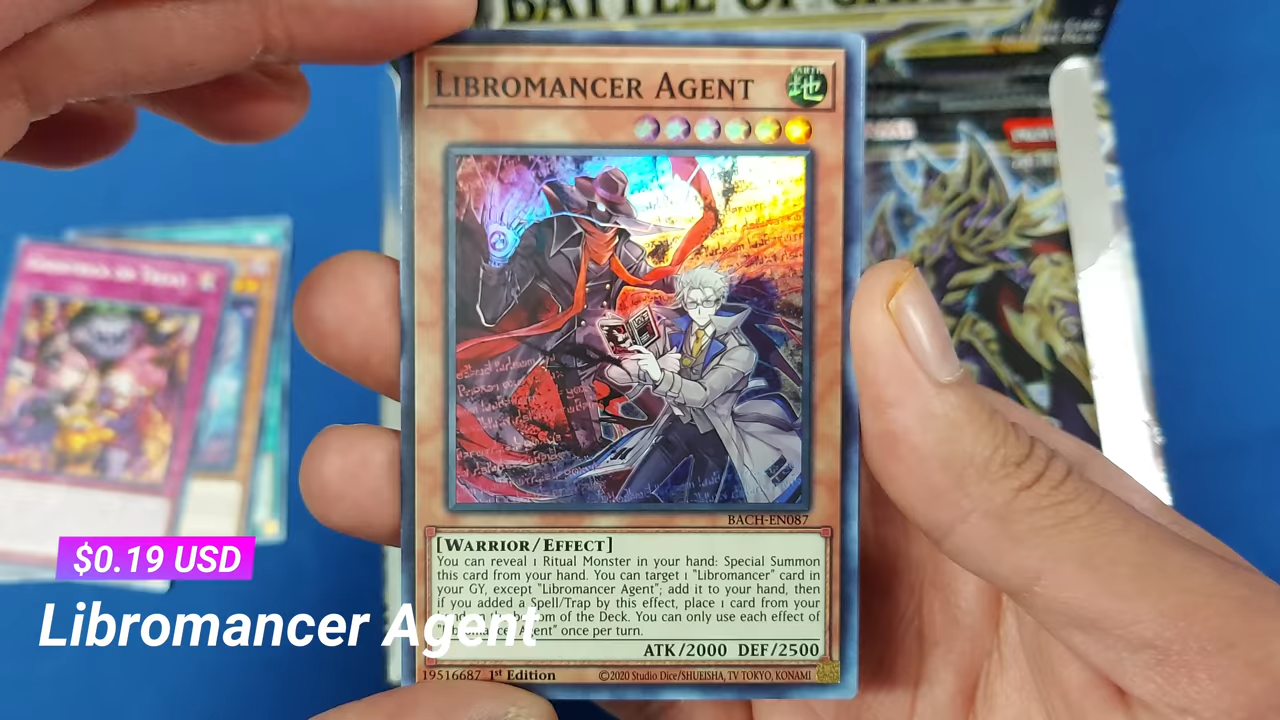 BATTLE OF
LIBROMANCER AGENT
EARTH
地
BACH-EN087
[WARRIOR/EFFECT]
You can reveal 1 Ritual Monster in your hand: Special Summon
this card from your hand. You can target 1 "Libromancer" card in
your GY, except "Libromancer Agent"; add it to your hand, then
if you added a Spell/Trap by this effect, place 1 card from your
on the bottom of the Deck. You can only use each effect of
"Libromancer Agent" once per turn.
ATK/2000 DEF/2500
19516687 1st Edition
©2020 Studio Dice/SHUEISHA, TV TOKYO, KONAMI
$0.19 USD
Libromancer Agent